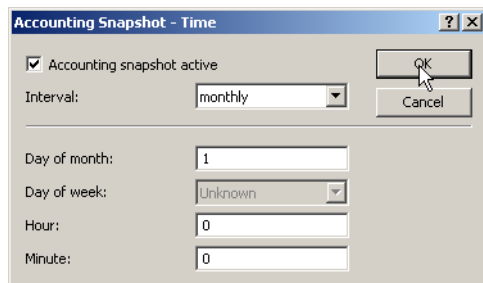 Accounting Snapshot - Time
Accounting snapshot active
OK
Interval: monthly
Cancel
Day of month: 1
Day of week: Unknown
Hour: 0
Minute: 0